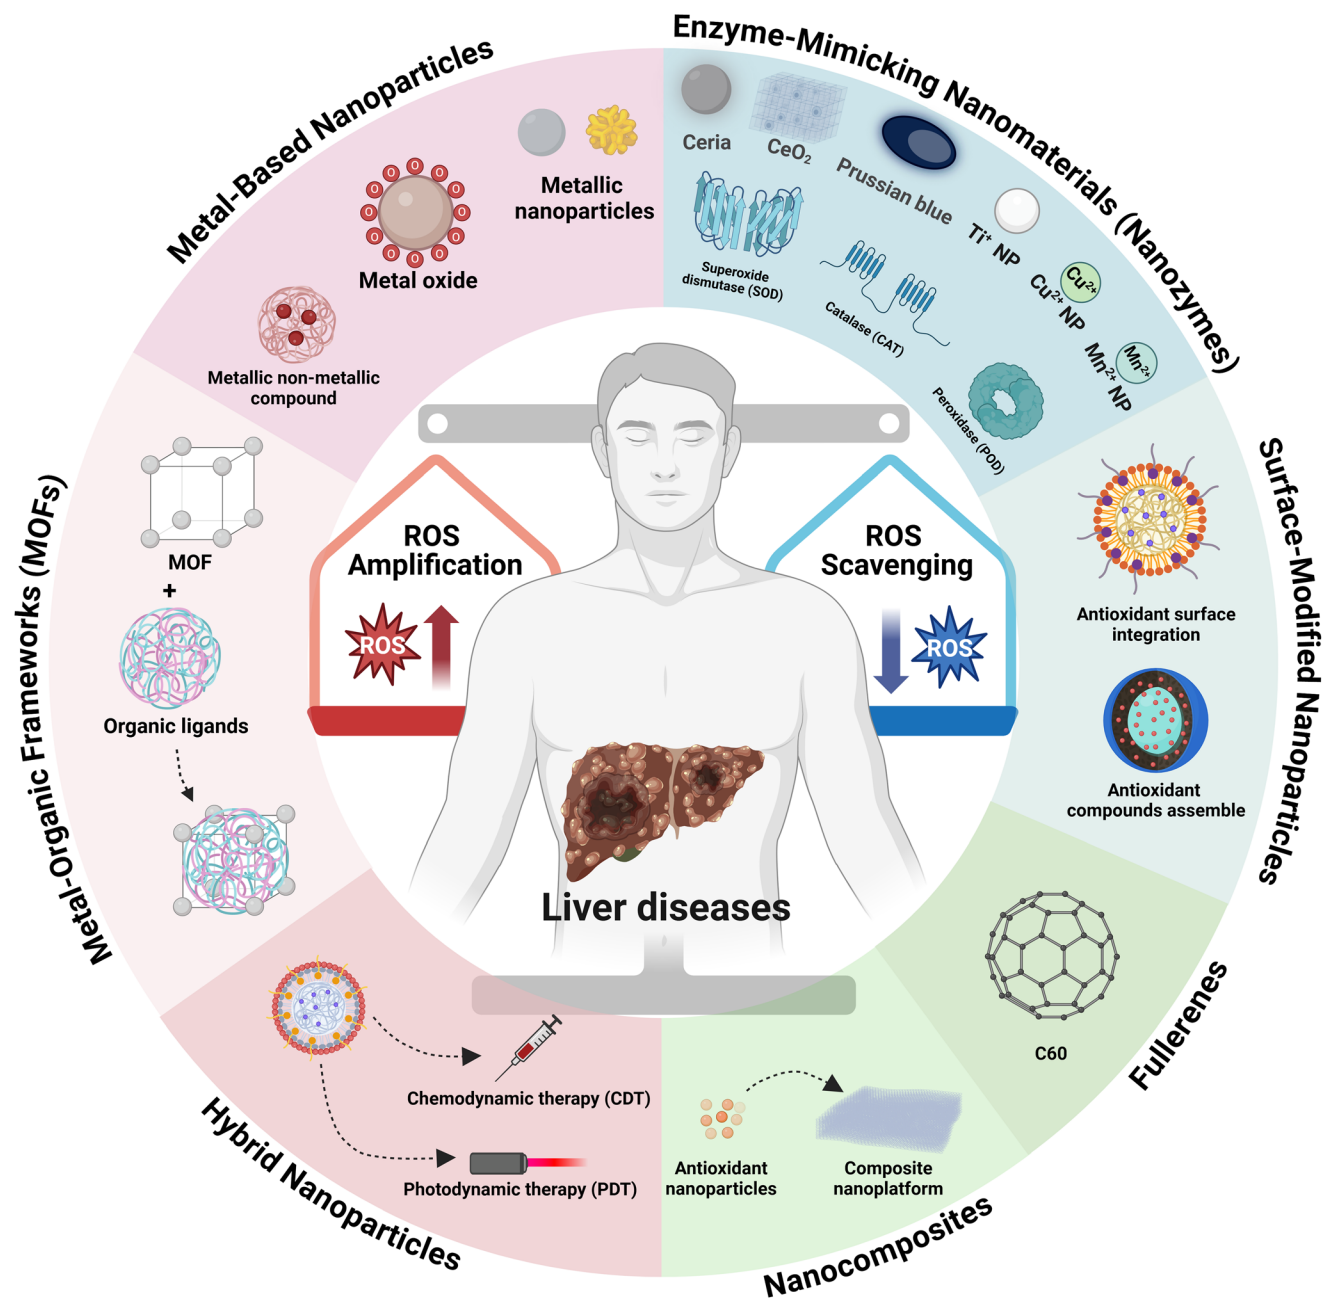 Metal-Based Nanoparticles
Metallic
nanoparticles
O O O O O O O O O O O O
Metal oxide
Metallic non-metallic
compound
Enzyme-Mimicking Nanomaterials (Nanozymes)
Ceria
CeO2
Prussian blue
Ti+ NP
Cu2+
Cu2+ NP
Mn2+
Mn2+ NP
Superoxide
dismutase (SOD)
Catalase (CAT)
Peroxidase (POD)
Surface-Modified Nanoparticles
Antioxidant surface
integration
Antioxidant
compounds assemble
Fullerenes
C60
Nanocomposites
Antioxidant
nanoparticles
Composite
nanoplatform
Hybrid Nanoparticles
Chemodynamic therapy (CDT)
Photodynamic therapy (PDT)
Metal-Organic Frameworks (MOFs)
MOF
+
Organic ligands
ROS
Amplification
ROS
ROS
Scavenging
ROS
Liver diseases